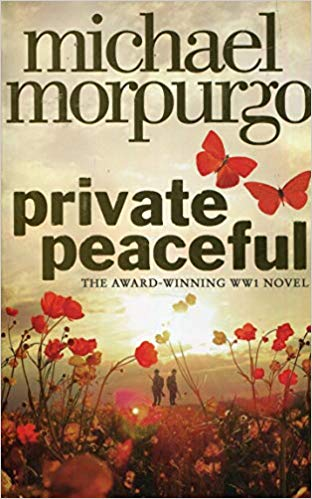 michael
morpurgo
private
peaceful
THE AWARD-WINNING WW1 NOVEL